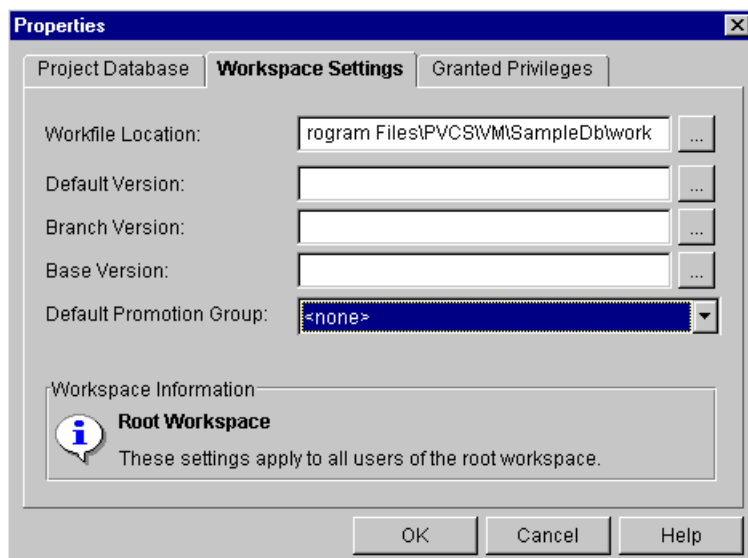 Properties
Project Database Workspace Settings Granted Privileges
Workfile Location: rogram Files\PVCS\VM\SampleDb\work ...
Default Version: ...
Branch Version: ...
Base Version: ...
Default Promotion Group: <none>
Workspace Information
Root Workspace
These settings apply to all users of the root workspace.
OK Cancel Help